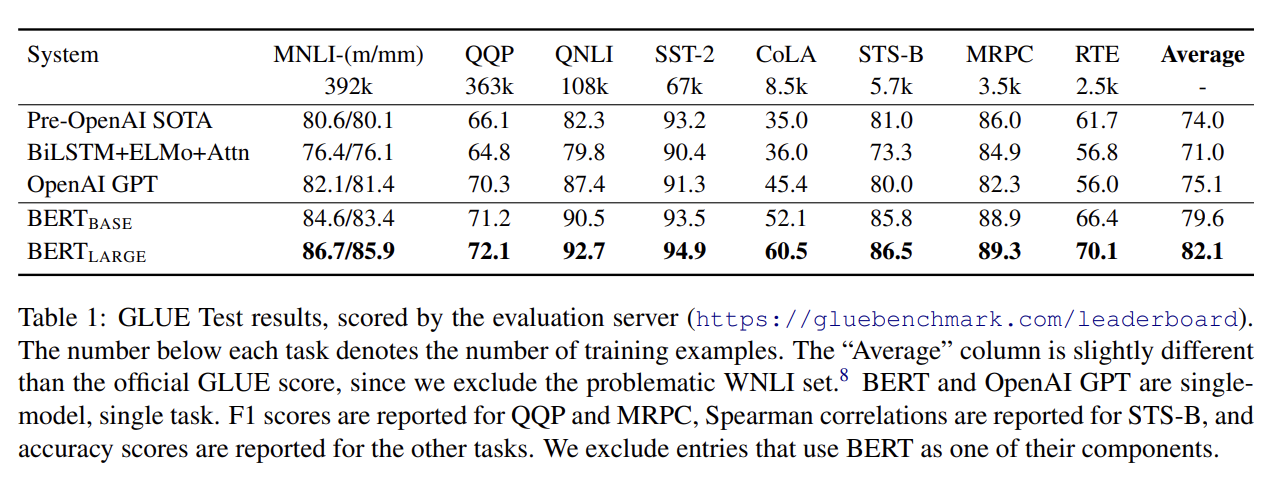 System MNLI-(m/mm) QQP QNLI SST-2 CoLA STS-B MRPC RTE Average
392k 363k 108k 67k 8.5k 5.7k 3.5k 2.5k -
Pre-OpenAI SOTA 80.6/80.1 66.1 82.3 93.2 35.0 81.0 86.0 61.7 74.0
BiLSTM+ELMo+Attn 76.4/76.1 64.8 79.8 90.4 36.0 73.3 84.9 56.8 71.0
OpenAI GPT 82.1/81.4 70.3 87.4 91.3 45.4 80.0 82.3 56.0 75.1
BERTBASE 84.6/83.4 71.2 90.5 93.5 52.1 85.8 88.9 66.4 79.6
BERTLARGE 86.7/85.9 72.1 92.7 94.9 60.5 86.5 89.3 70.1 82.1
Table 1: GLUE Test results, scored by the evaluation server (https://gluebenchmark.com/leaderboard).
The number below each task denotes the number of training examples. The “Average” column is slightly different
than the official GLUE score, since we exclude the problematic WNLI set.8 BERT and OpenAI GPT are single-
model, single task. F1 scores are reported for QQP and MRPC, Spearman correlations are reported for STS-B, and
accuracy scores are reported for the other tasks. We exclude entries that use BERT as one of their components.